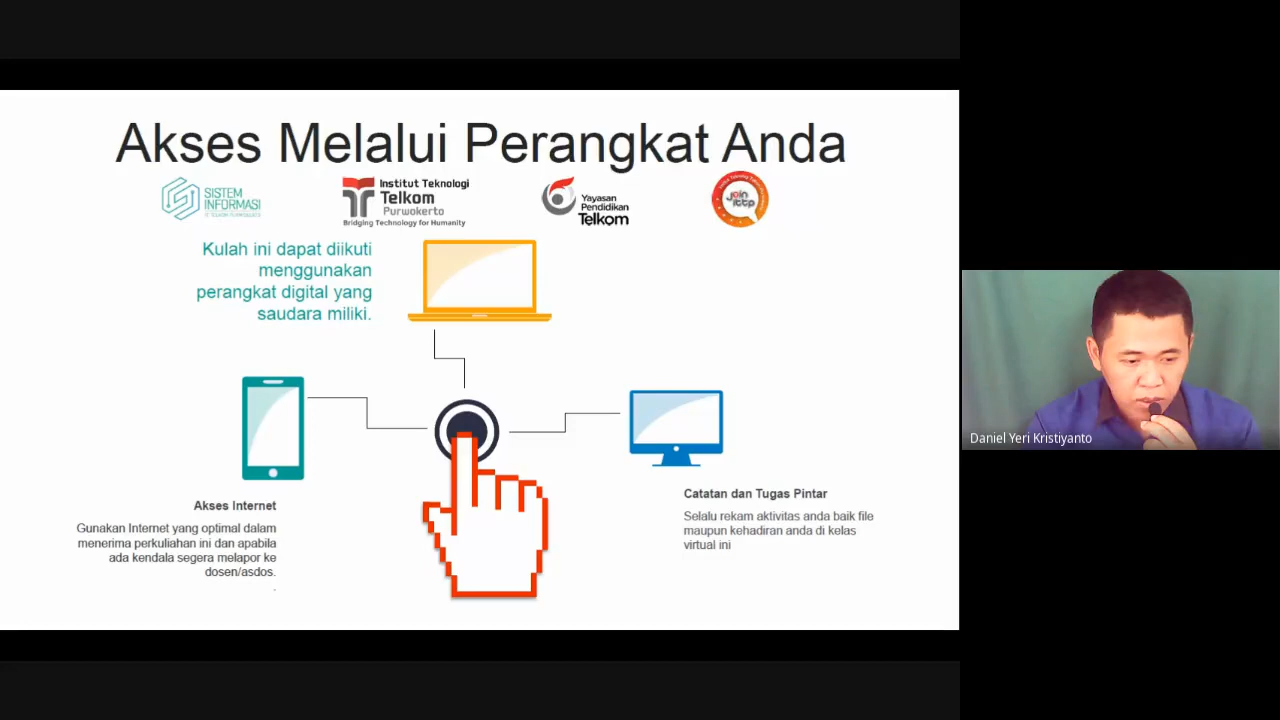 Akses Melalui Perangkat Anda
SISTEM
INFORMASI
IT TELKOM PURWOKERTO
Institut Teknologi
Telkom
Purwokerto
Bridging Technology for Humanity
Yayasan
Pendidikan
Telkom
join
ittp
Kulah ini dapat diikuti
menggunakan
perangkat digital yang
saudara miliki.
Akses Internet
Gunakan Internet yang optimal dalam
menerima perkuliahan ini dan apabila
ada kendala segera melapor ke
dosen/asdos.
.
Catatan dan Tugas Pintar
Selalu rekam aktivitas anda baik file
maupun kehadiran anda di kelas
virtual ini
Daniel Yeri Kristiyanto